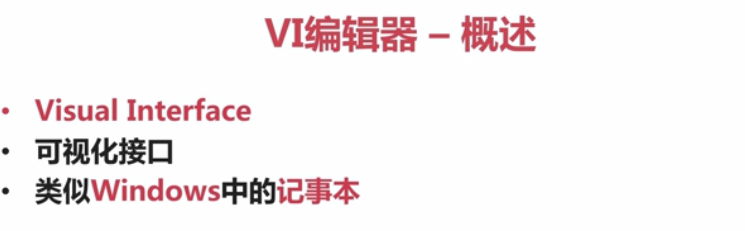 VI编辑器 – 概述
• Visual Interface
• 可视化接口
• 类似Windows中的记事本